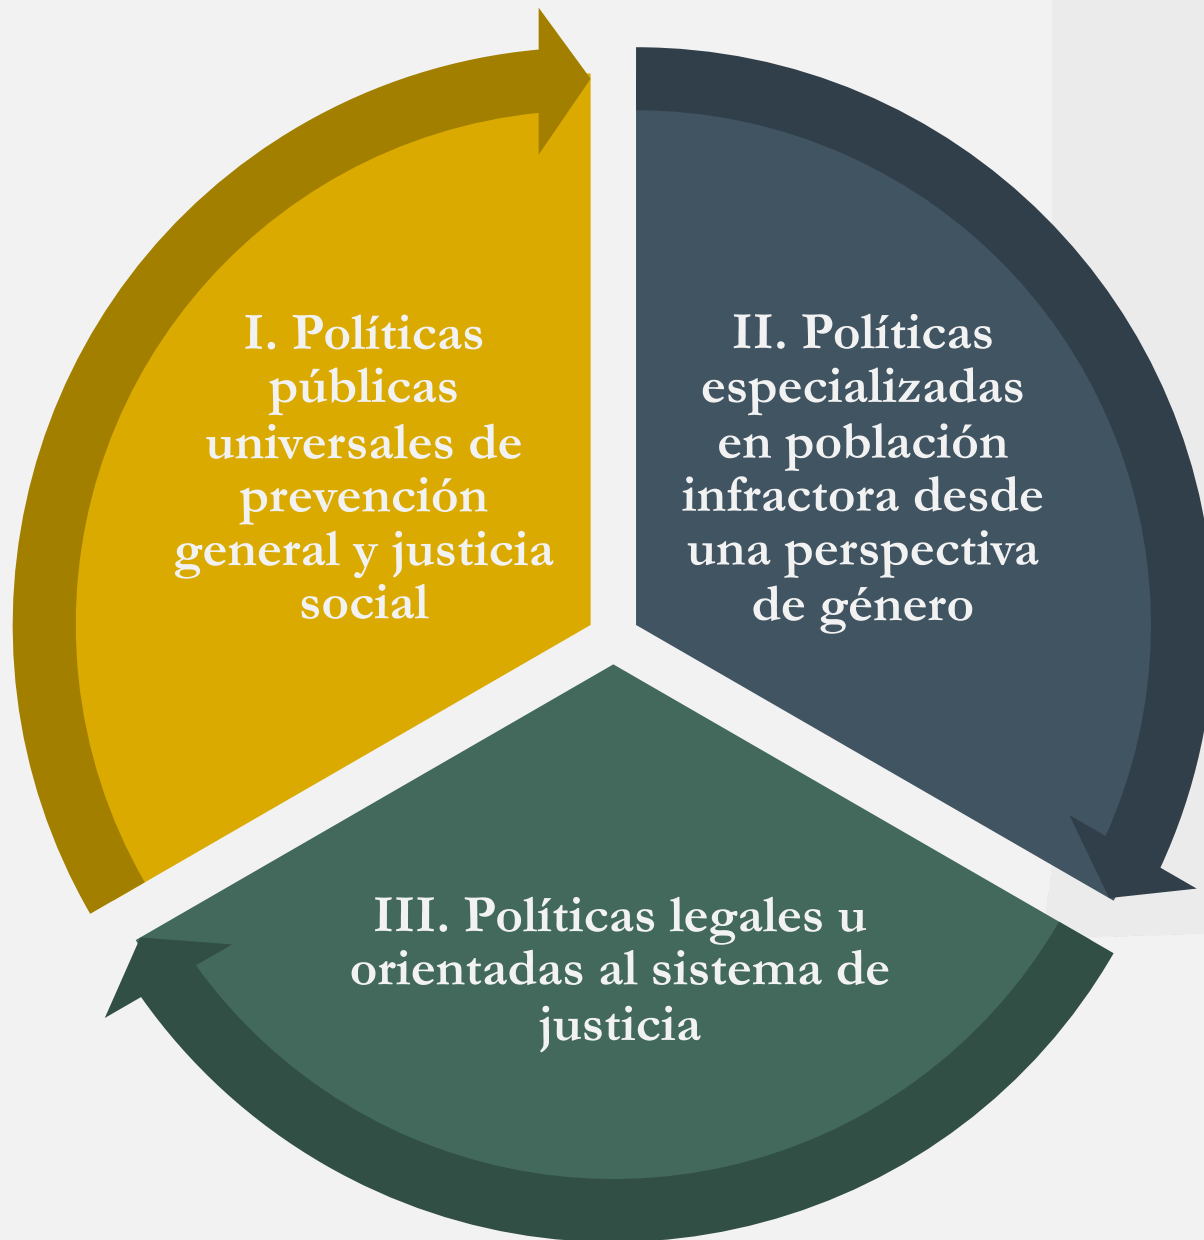 I. Políticas
públicas
universales de
prevención
general y justicia
social
II. Políticas
especializadas
en población
infractora desde
una perspectiva
de género
III. Políticas legales u
orientadas al sistema de
justicia